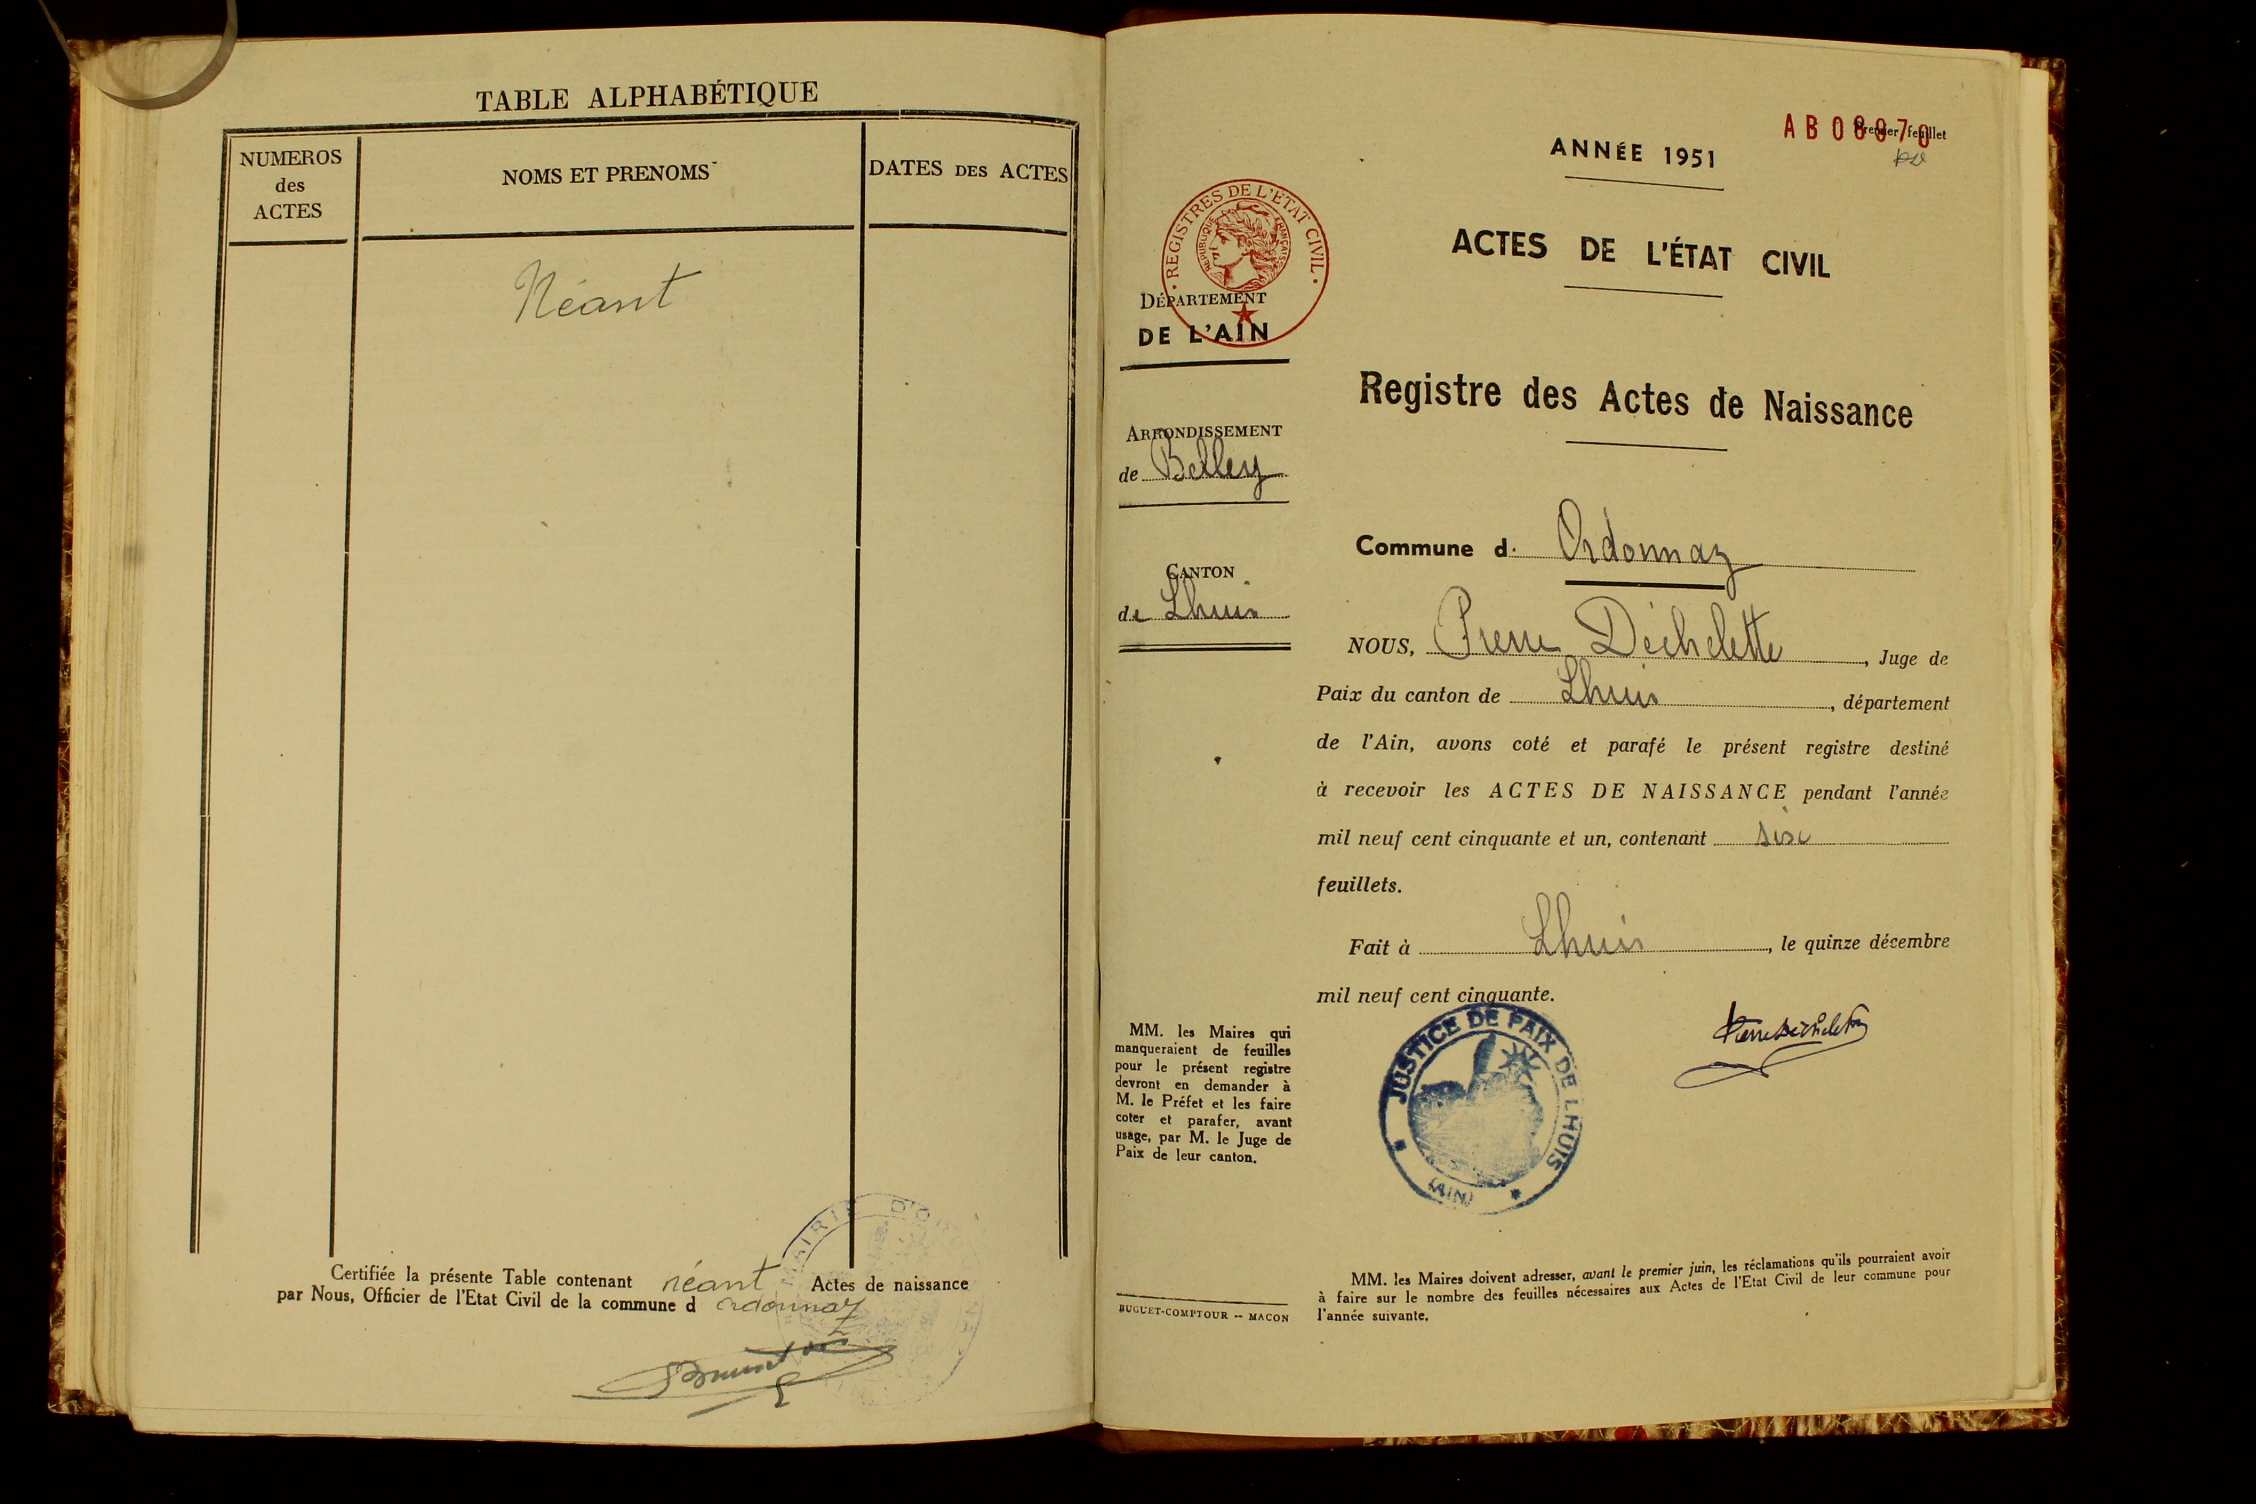 TABLE ALPHABÉTIQUE
NUMEROS
des
ACTES
NOMS ET PRENOMS
DATES DES ACTES
Néant
Certifiée la présente Table contenant néant Actes de naissance
par Nous, Officier de l'Etat Civil de la commune d ordonnaz
MAIRIE
Premier feuillet
ANNÉE 1951
ACTES DE L'ÉTAT CIVIL
REGISTRES DE L'ÉTAT CIVIL
REPUBLIQUE FRANÇAISE
DÉPARTEMENT
DE L'AIN
Registre des Actes de Naissance
ARRONDISSEMENT
de Belley
Commune d. Ordonnaz
CANTON
de Lhuis
NOUS, Pierre Déchelette, Juge de
Paix du canton de Lhuis, département
de l'Ain, avons coté et parafé le présent registre destiné
à recevoir les ACTES DE NAISSANCE pendant l'année
mil neuf cent cinquante et un, contenant six
feuillets.
Fait à Lhuis, le quinze décembre
mil neuf cent cinquante.
Pierre Déchelette
JUSTICE DE PAIX DE LHUIS
(AIN)
MM. les Maires qui
manqueraient de feuilles
pour le présent registre
devront en demander à
M. le Préfet et les faire
coter et parafer, avant
usage, par M. le Juge de
Paix de leur canton.
MM. les Maires doivent adresser, avant le premier juin, les réclamations qu'ils pourraient avoir
à faire sur le nombre des feuilles nécessaires aux Actes de l'Etat Civil de leur commune pour
l'année suivante.
BUGUET-COMPTOUR -- MACON